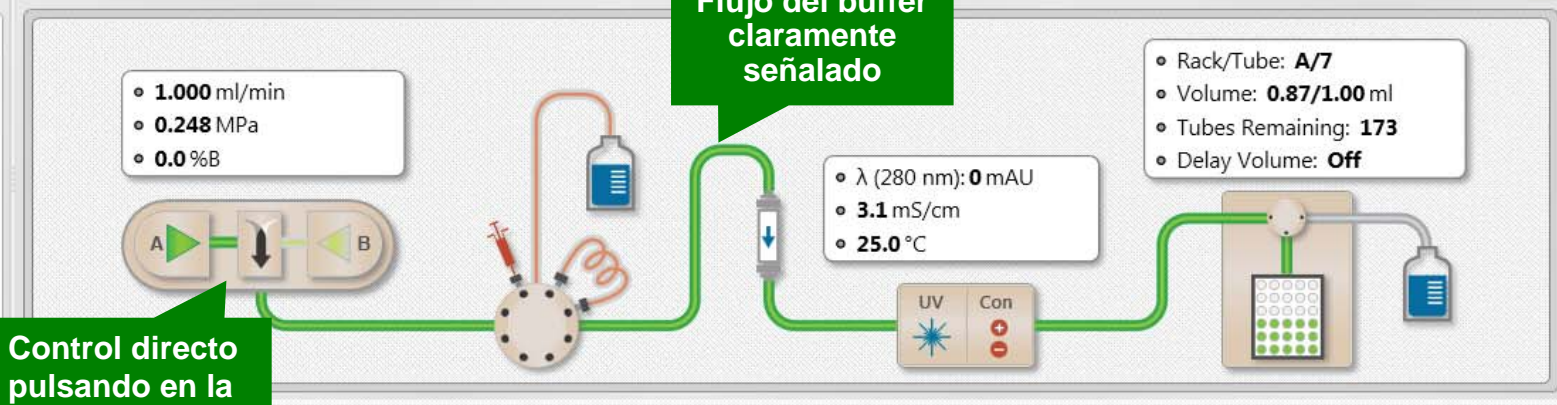 Flujo del buffer
claramente
señalado
1.000 ml/min
0.248 MPa
0.0 %B
A
B
Rack/Tube: A/7
Volume: 0.87/1.00 ml
Tubes Remaining: 173
Delay Volume: Off
λ (280 nm): 0 mAU
3.1 mS/cm
25.0 °C
UV
Con
Control directo
pulsando en la